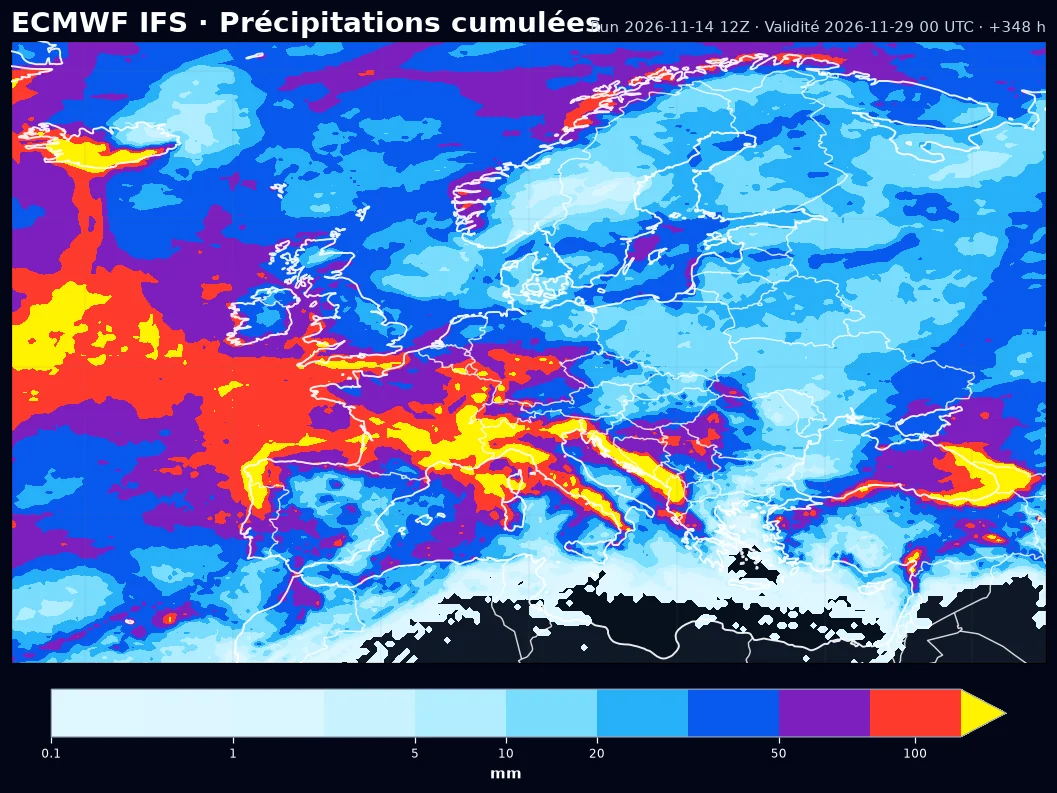 ECMWF IFS · Précipitations cumulées
Run 2026-11-14 12Z · Validité 2026-11-29 00 UTC · +348 h
0.1 1 5 10 20 50 100
mm